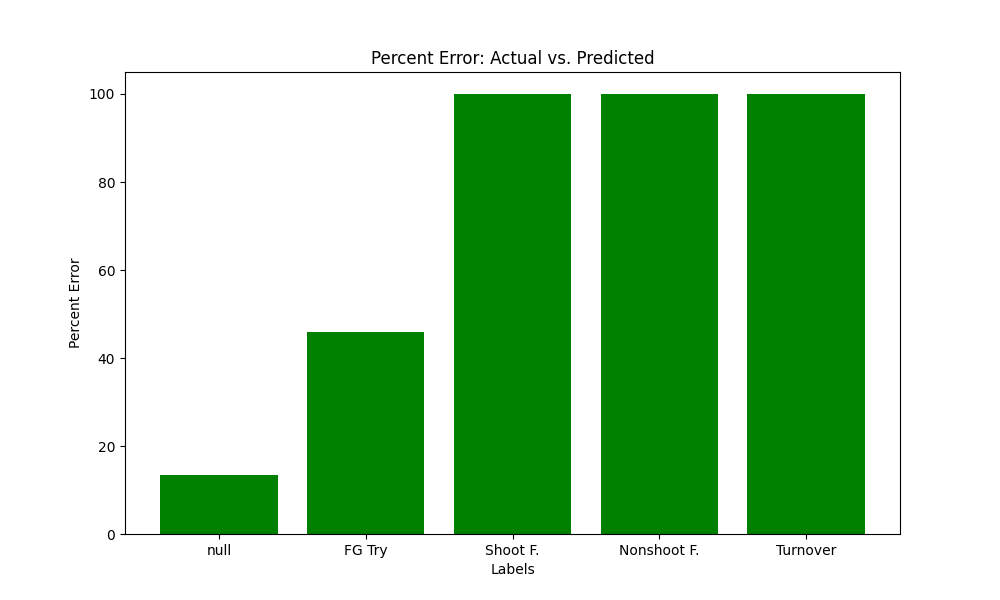 Percent Error: Actual vs. Predicted
Percent Error
100
80
60
40
20
0
null FG Try Shoot F. Nonshoot F. Turnover
Labels